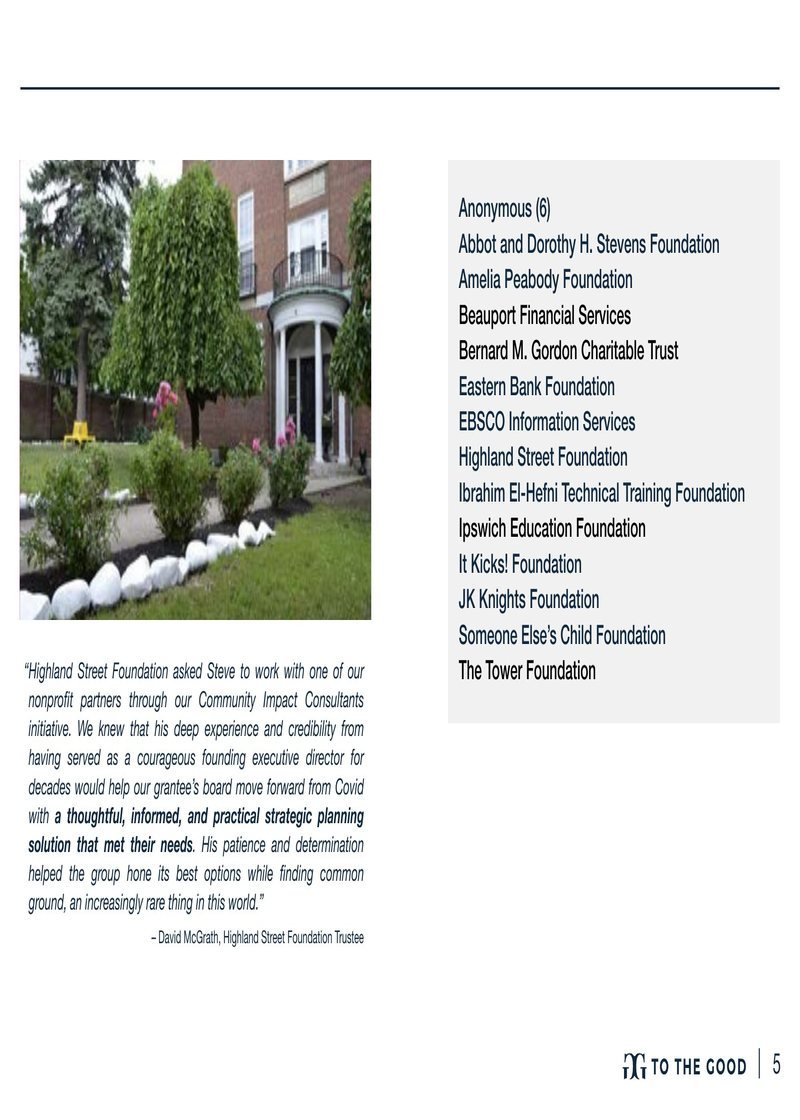 Anonymous (6)
Abbot and Dorothy H. Stevens Foundation
Amelia Peabody Foundation
Beauport Financial Services
Bernard M. Gordon Charitable Trust
Eastern Bank Foundation
EBSCO Information Services
Highland Street Foundation
Ibrahim El-Hefni Technical Training Foundation
Ipswich Education Foundation
It Kicks! Foundation
JK Knights Foundation
Someone Else’s Child Foundation
The Tower Foundation
“Highland Street Foundation asked Steve to work with one of our
nonprofit partners through our Community Impact Consultants
initiative. We knew that his deep experience and credibility from
having served as a courageous founding executive director for
decades would help our grantee’s board move forward from Covid
with a thoughtful, informed, and practical strategic planning
solution that met their needs. His patience and determination
helped the group hone its best options while finding common
ground, an increasingly rare thing in this world.”
– David McGrath, Highland Street Foundation Trustee
TO THE GOOD | 5